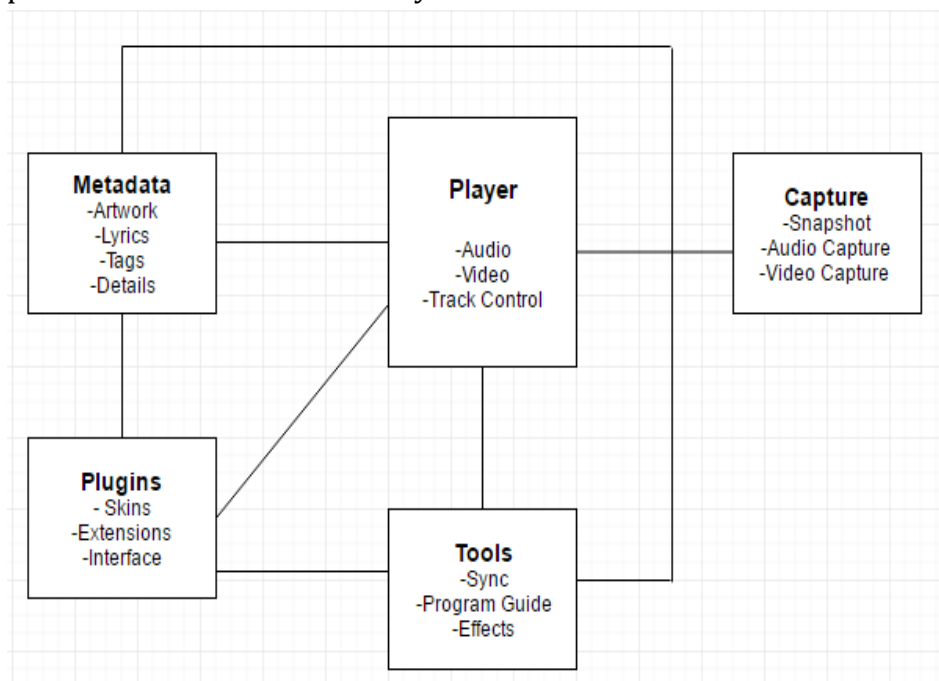 Metadata
-Artwork
-Lyrics
-Tags
-Details
Player
-Audio
-Video
-Track Control
Capture
-Snapshot
-Audio Capture
-Video Capture
Plugins
- Skins
-Extensions
-Interface
Tools
-Sync
-Program Guide
-Effects